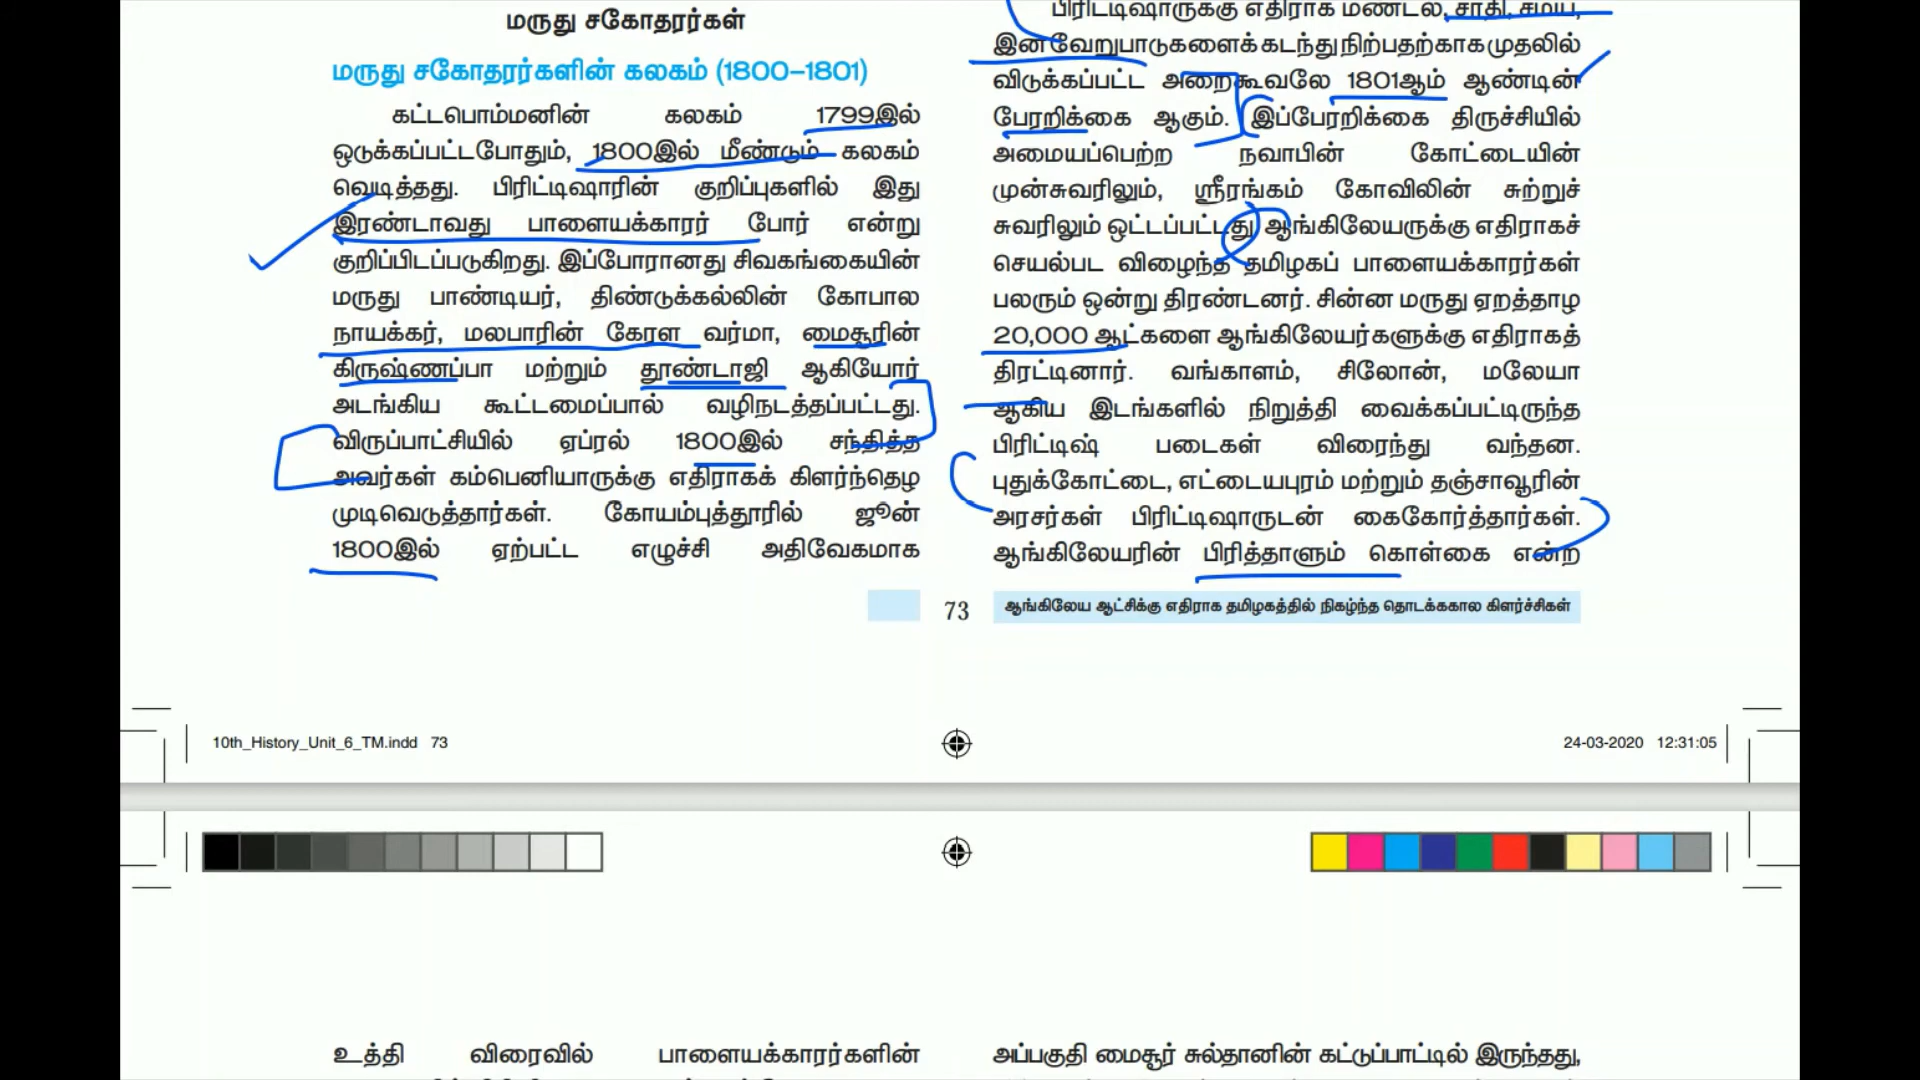 மருது சகோதரர்கள்
மருது சகோதரர்களின் கலகம் (1800–1801)
கட்டபொம்மனின் கலகம் 1799இல்
ஒடுக்கப்பட்டபோதும், 1800இல் மீண்டும் கலகம்
வெடித்தது. பிரிட்டிஷாரின் குறிப்புகளில் இது
இரண்டாவது பாளையக்காரர் போர் என்று
குறிப்பிடப்படுகிறது. இப்போரானது சிவகங்கையின்
மருது பாண்டியர், திண்டுக்கல்லின் கோபால
நாயக்கர், மலபாரின் கேரள வர்மா, மைசூரின்
கிருஷ்ணப்பா மற்றும் தூண்டாஜி ஆகியோர்
அடங்கிய கூட்டமைப்பால் வழிநடத்தப்பட்டது.
விருப்பாட்சியில் ஏப்ரல் 1800இல் சந்தித்த
அவர்கள் கம்பெனியாருக்கு எதிராகக் கிளர்ந்தெழ
முடிவெடுத்தார்கள். கோயம்புத்தூரில் ஜூன்
1800இல் ஏற்பட்ட எழுச்சி அதிவேகமாக
பிரிட்டிஷாருக்கு எதிராக மண்டல, சாதி, சமய,
இன வேறுபாடுகளைக் கடந்து நிற்பதற்காக முதலில்
விடுக்கப்பட்ட அறைகூவலே 1801ஆம் ஆண்டின்
பேரறிக்கை ஆகும். இப்பேரறிக்கை திருச்சியில்
அமையப்பெற்ற நவாபின் கோட்டையின்
முன்சுவரிலும், ஸ்ரீரங்கம் கோவிலின் சுற்றுச்
சுவரிலும் ஒட்டப்பட்டது ஆங்கிலேயருக்கு எதிராகச்
செயல்பட விழைந்த தமிழகப் பாளையக்காரர்கள்
பலரும் ஒன்று திரண்டனர். சின்ன மருது ஏறத்தாழ
20,000 ஆட்களை ஆங்கிலேயர்களுக்கு எதிராகத்
திரட்டினார். வங்காளம், சிலோன், மலேயா
ஆகிய இடங்களில் நிறுத்தி வைக்கப்பட்டிருந்த
பிரிட்டிஷ் படைகள் விரைந்து வந்தன.
புதுக்கோட்டை, எட்டையபுரம் மற்றும் தஞ்சாவூரின்
அரசர்கள் பிரிட்டிஷாருடன் கைகோர்த்தார்கள்.
ஆங்கிலேயரின் பிரித்தாளும் கொள்கை என்ற
73 ஆங்கிலேய ஆட்சிக்கு எதிராக தமிழகத்தில் நிகழ்ந்த தொடக்ககால கிளர்ச்சிகள்
10th_History_Unit_6_TM.indd 73
24-03-2020 12:31:05
உத்தி விரைவில் பாளையக்காரர்களின்
அப்பகுதி மைசூர் சுல்தானின் கட்டுப்பாட்டில் இருந்தது,